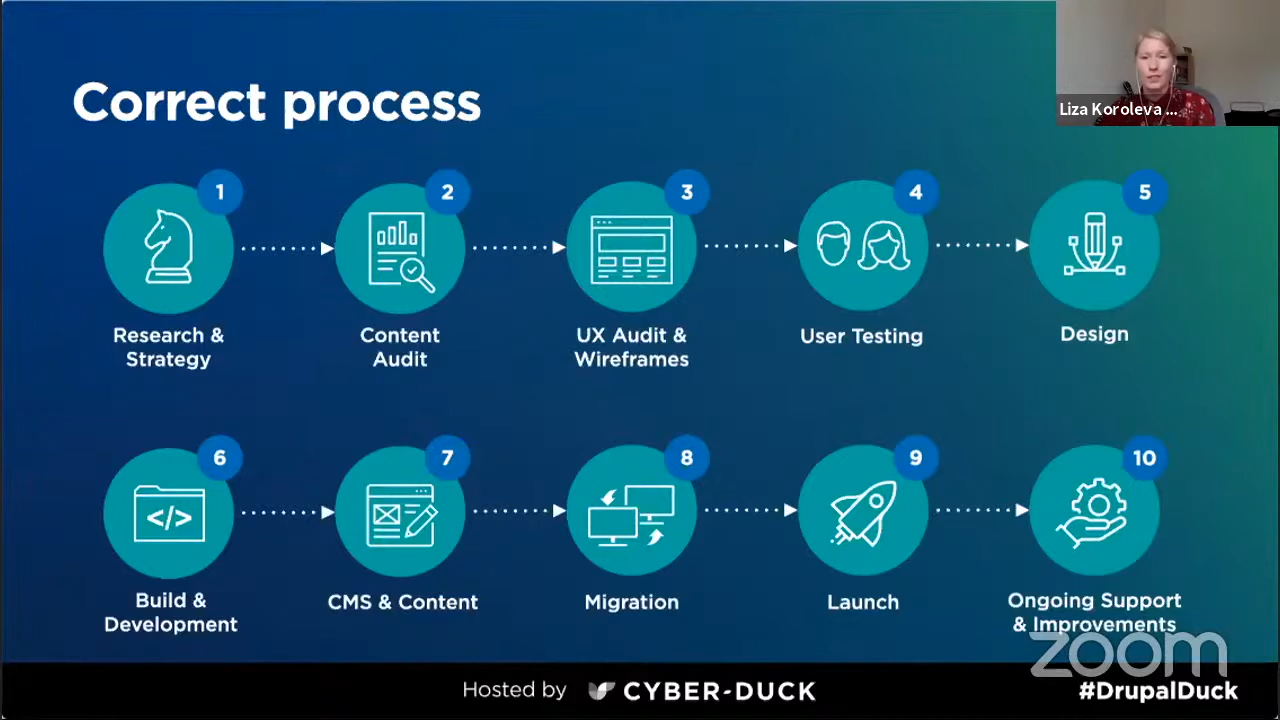 Correct process
Liza Koroleva ...
1
2
3
4
5
Research &
Strategy
Content
Audit
UX Audit &
Wireframes
User Testing
Design
6
7
8
9
10
</>
Build &
Development
CMS & Content
Migration
Launch
Ongoing Support
& Improvements
zoom
Hosted by CYBER-DUCK
#DrupalDuck